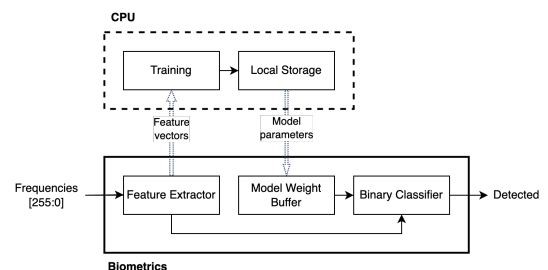 CPU
Training
Local Storage
Feature
vectors
Model
parameters
Frequencies
[255:0]
Feature Extractor
Model Weight
Buffer
Binary Classifier
Detected
Biometrics